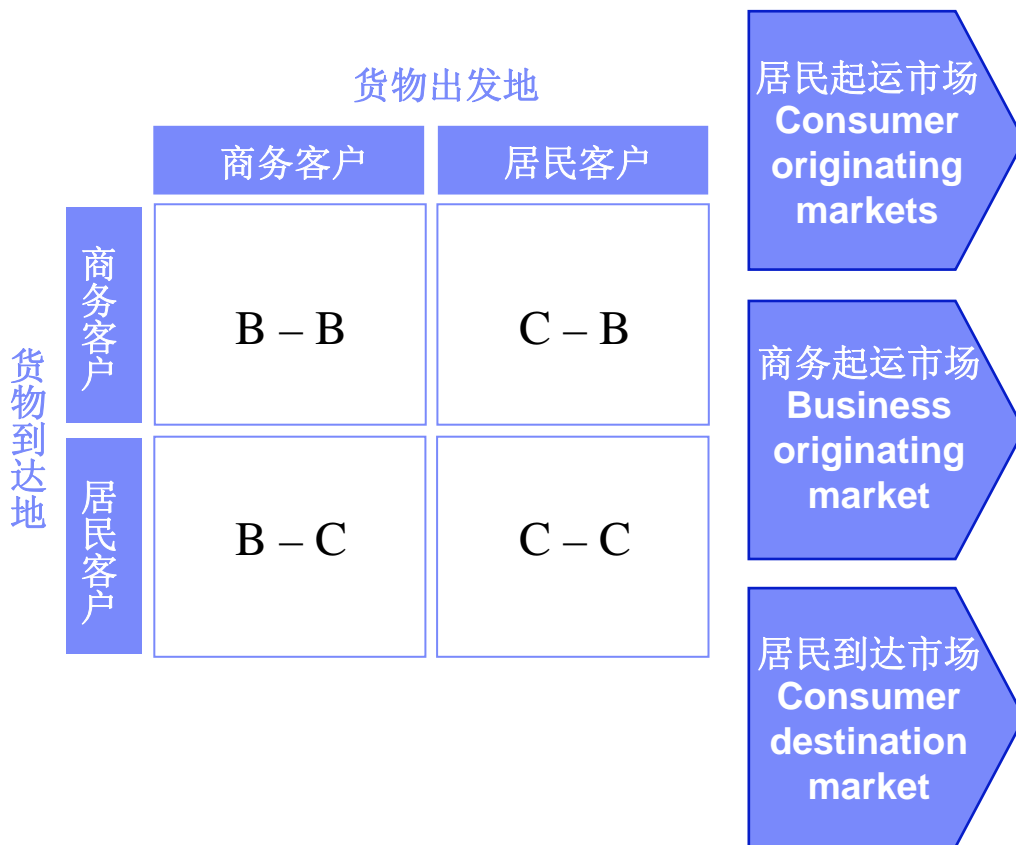 货物出发地
商务客户
居民客户
货物到达地
商务客户
B – B
C – B
居民客户
B – C
C – C
居民起运市场
Consumer
originating
markets
商务起运市场
Business
originating
market
居民到达市场
Consumer
destination
market